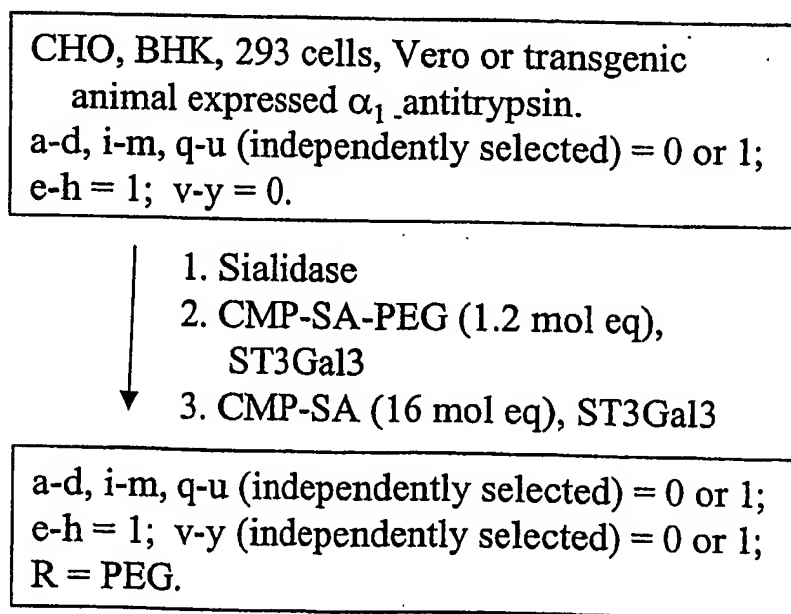 CHO, BHK, 293 cells, Vero or transgenic
animal expressed α₁ antitrypsin.
a-d, i-m, q-u (independently selected) = 0 or 1;
e-h = 1; v-y = 0.
1. Sialidase
2. CMP-SA-PEG (1.2 mol eq),
ST3Gal3
3. CMP-SA (16 mol eq), ST3Gal3
a-d, i-m, q-u (independently selected) = 0 or 1;
e-h = 1; v-y (independently selected) = 0 or 1;
R = PEG.